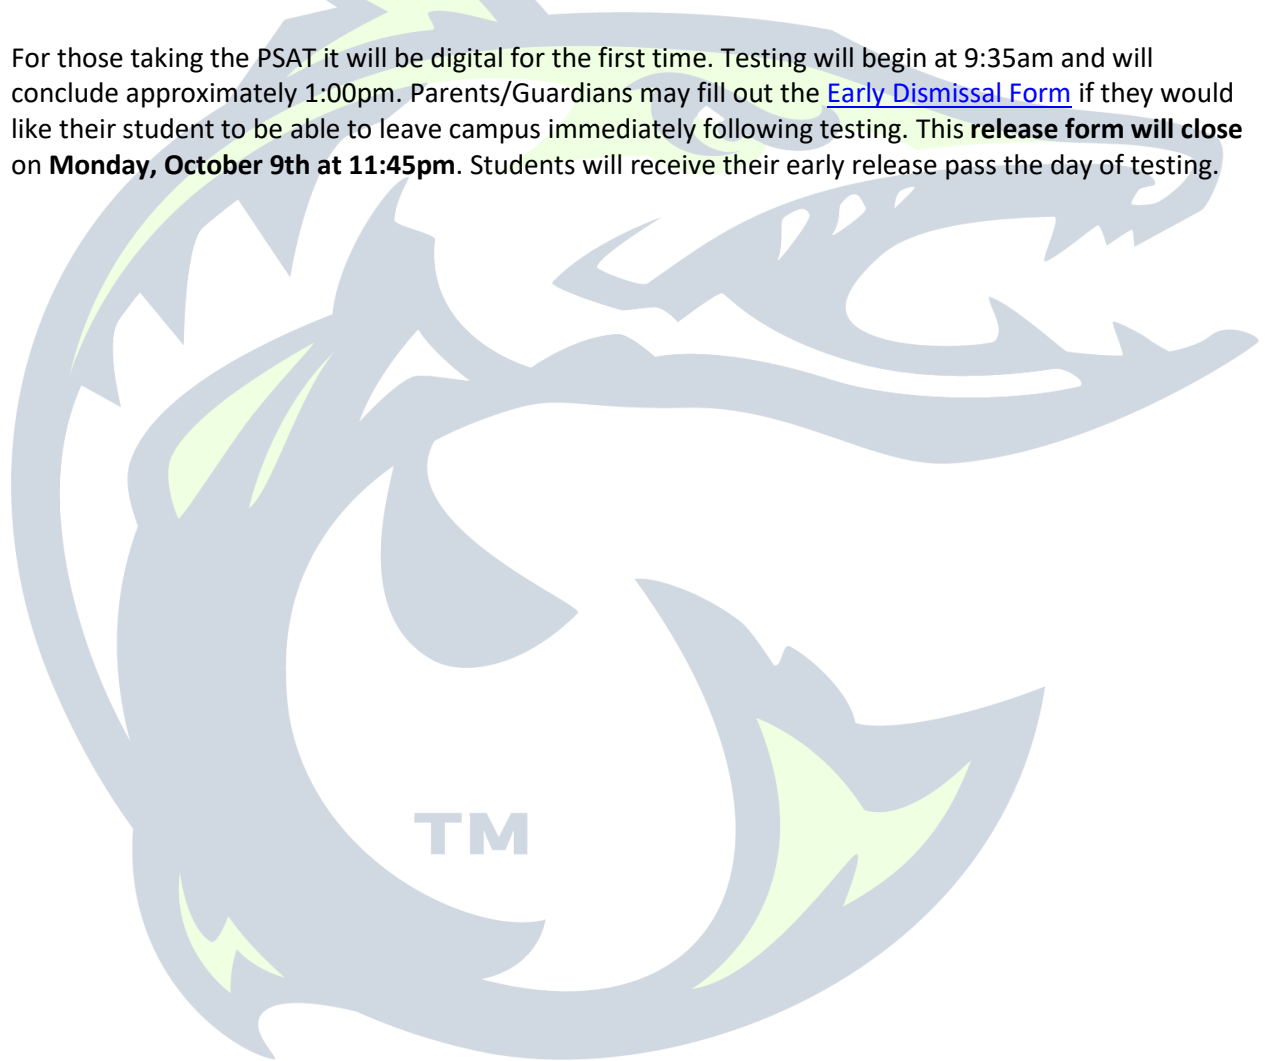 For those taking the PSAT it will be digital for the first time. Testing will begin at 9:35am and will
conclude approximately 1:00pm. Parents/Guardians may fill out the Early Dismissal Form if they would
like their student to be able to leave campus immediately following testing. This release form will close
on Monday, October 9th at 11:45pm. Students will receive their early release pass the day of testing.
TM